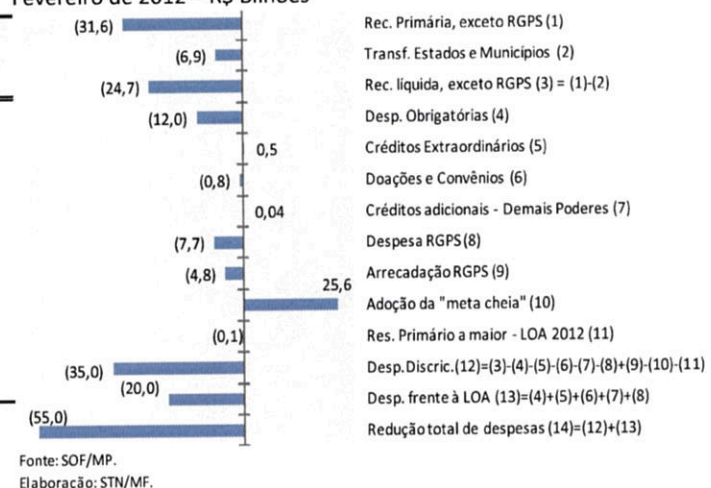 Fevereiro de 2012 – R$ Bilhões
(31,6) Rec. Primária, exceto RGPS (1)
(6,9) Transf. Estados e Municípios (2)
(24,7) Rec. líquida, exceto RGPS (3) = (1)-(2)
(12,0) Desp. Obrigatórias (4)
0,5 Créditos Extraordinários (5)
(0,8) Doações e Convênios (6)
0,04 Créditos adicionais - Demais Poderes (7)
(7,7) Despesa RGPS(8)
(4,8) Arrecadação RGPS (9)
25,6 Adoção da "meta cheia" (10)
(0,1) Res. Primário a maior - LOA 2012 (11)
(35,0) Desp.Discric.(12)=(3)-(4)-(5)-(6)-(7)-(8)+(9)-(10)-(11)
(20,0) Desp. frente à LOA (13)=(4)+(5)+(6)+(7)+(8)
(55,0) Redução total de despesas (14)=(12)+(13)
Fonte: SOF/MP.
Elaboração: STN/MF.